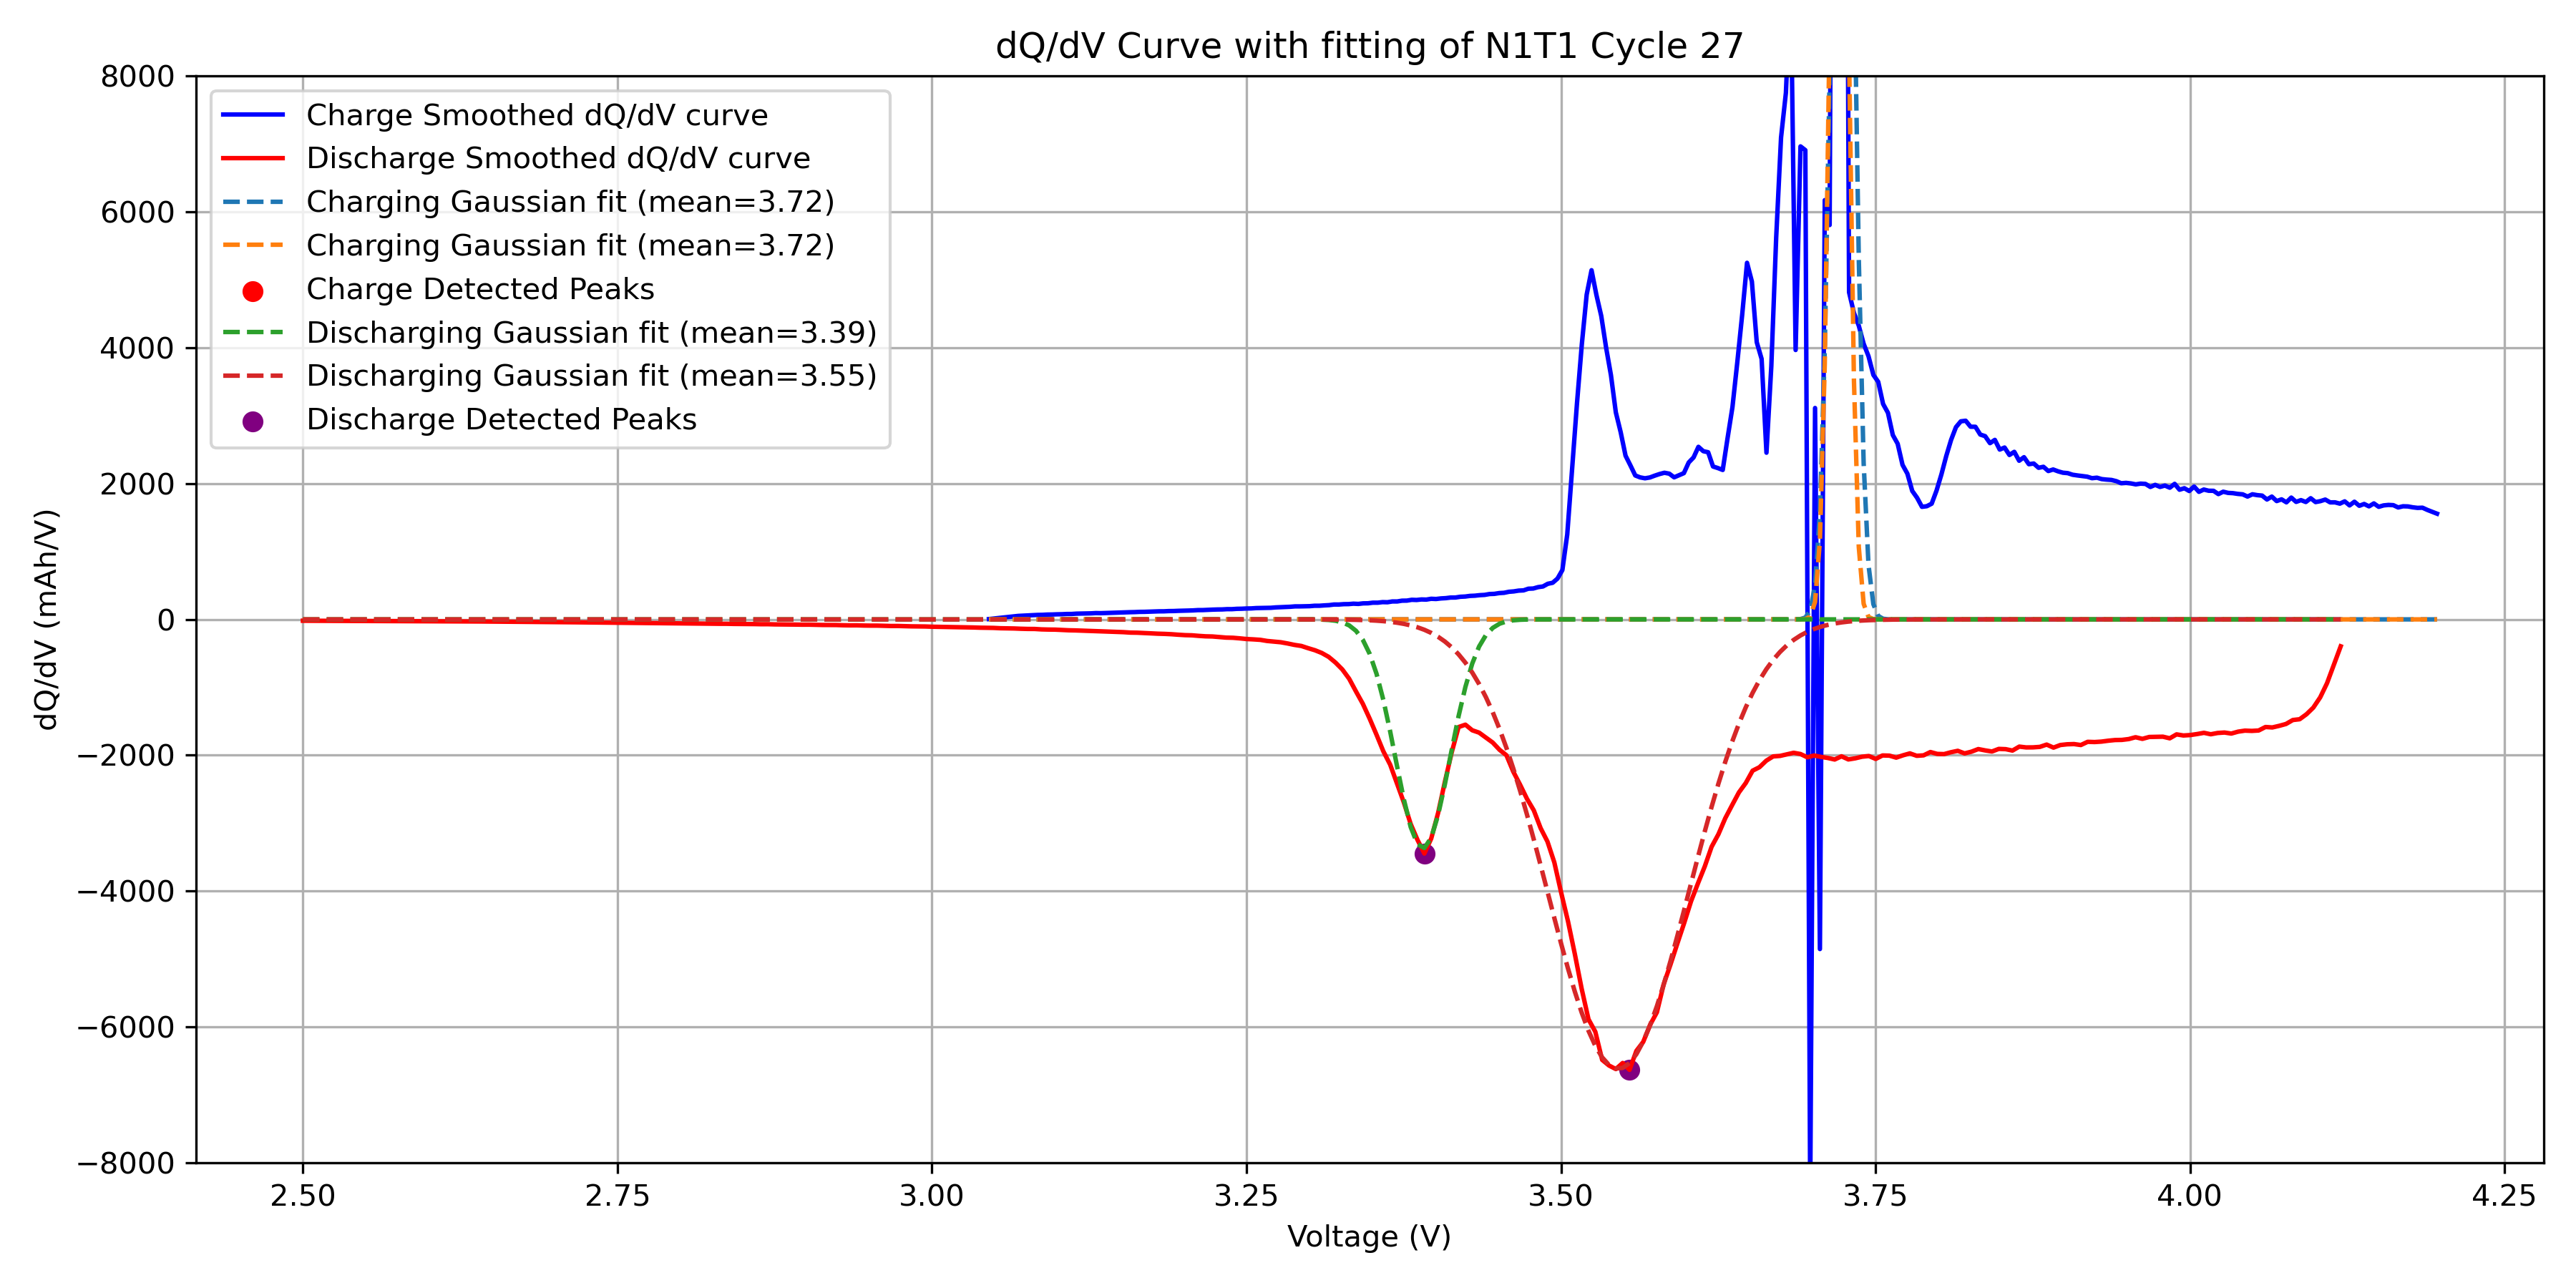 dQ/dV Curve with fitting of N1T1 Cycle 27
8000
6000
4000
2000
0
−2000
−4000
−6000
−8000
dQ/dV (mAh/V)
Charge Smoothed dQ/dV curve
Discharge Smoothed dQ/dV curve
Charging Gaussian fit (mean=3.72)
Charging Gaussian fit (mean=3.72)
Charge Detected Peaks
Discharging Gaussian fit (mean=3.39)
Discharging Gaussian fit (mean=3.55)
Discharge Detected Peaks
2.50 2.75 3.00 3.25 3.50 3.75 4.00 4.25
Voltage (V)